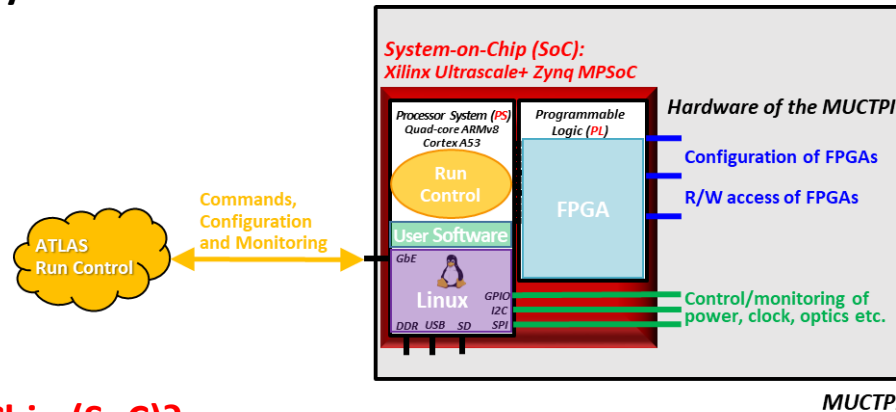 System-on-Chip (SoC):
Xilinx Ultrascale+ Zynq MPSoC
Hardware of the MUCTPI
Processor System (PS)
Quad-core ARMv8
Cortex A53
Programmable
Logic (PL)
Run
Control
FPGA
Configuration of FPGAs
R/W access of FPGAs
Commands,
Configuration
and Monitoring
ATLAS
Run Control
User Software
GbE
Linux
GPIO
I2C
SPI
DDR USB SD
Control/monitoring of
power, clock, optics etc.
MUCTP
(SoC)?